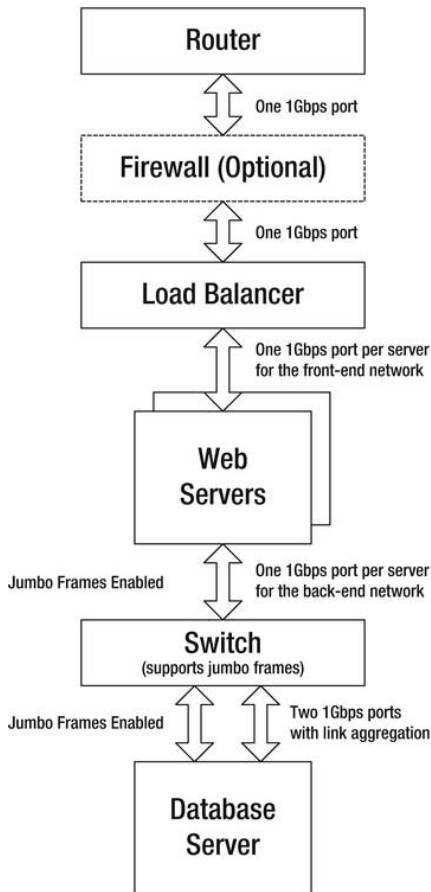 Router
One 1Gbps port
Firewall (Optional)
One 1Gbps port
Load Balancer
One 1Gbps port per server
for the front-end network
Web
Servers
Jumbo Frames Enabled
One 1Gbps port per server
for the back-end network
Switch
(supports jumbo frames)
Jumbo Frames Enabled
Two 1Gbps ports
with link aggregation
Database
Server